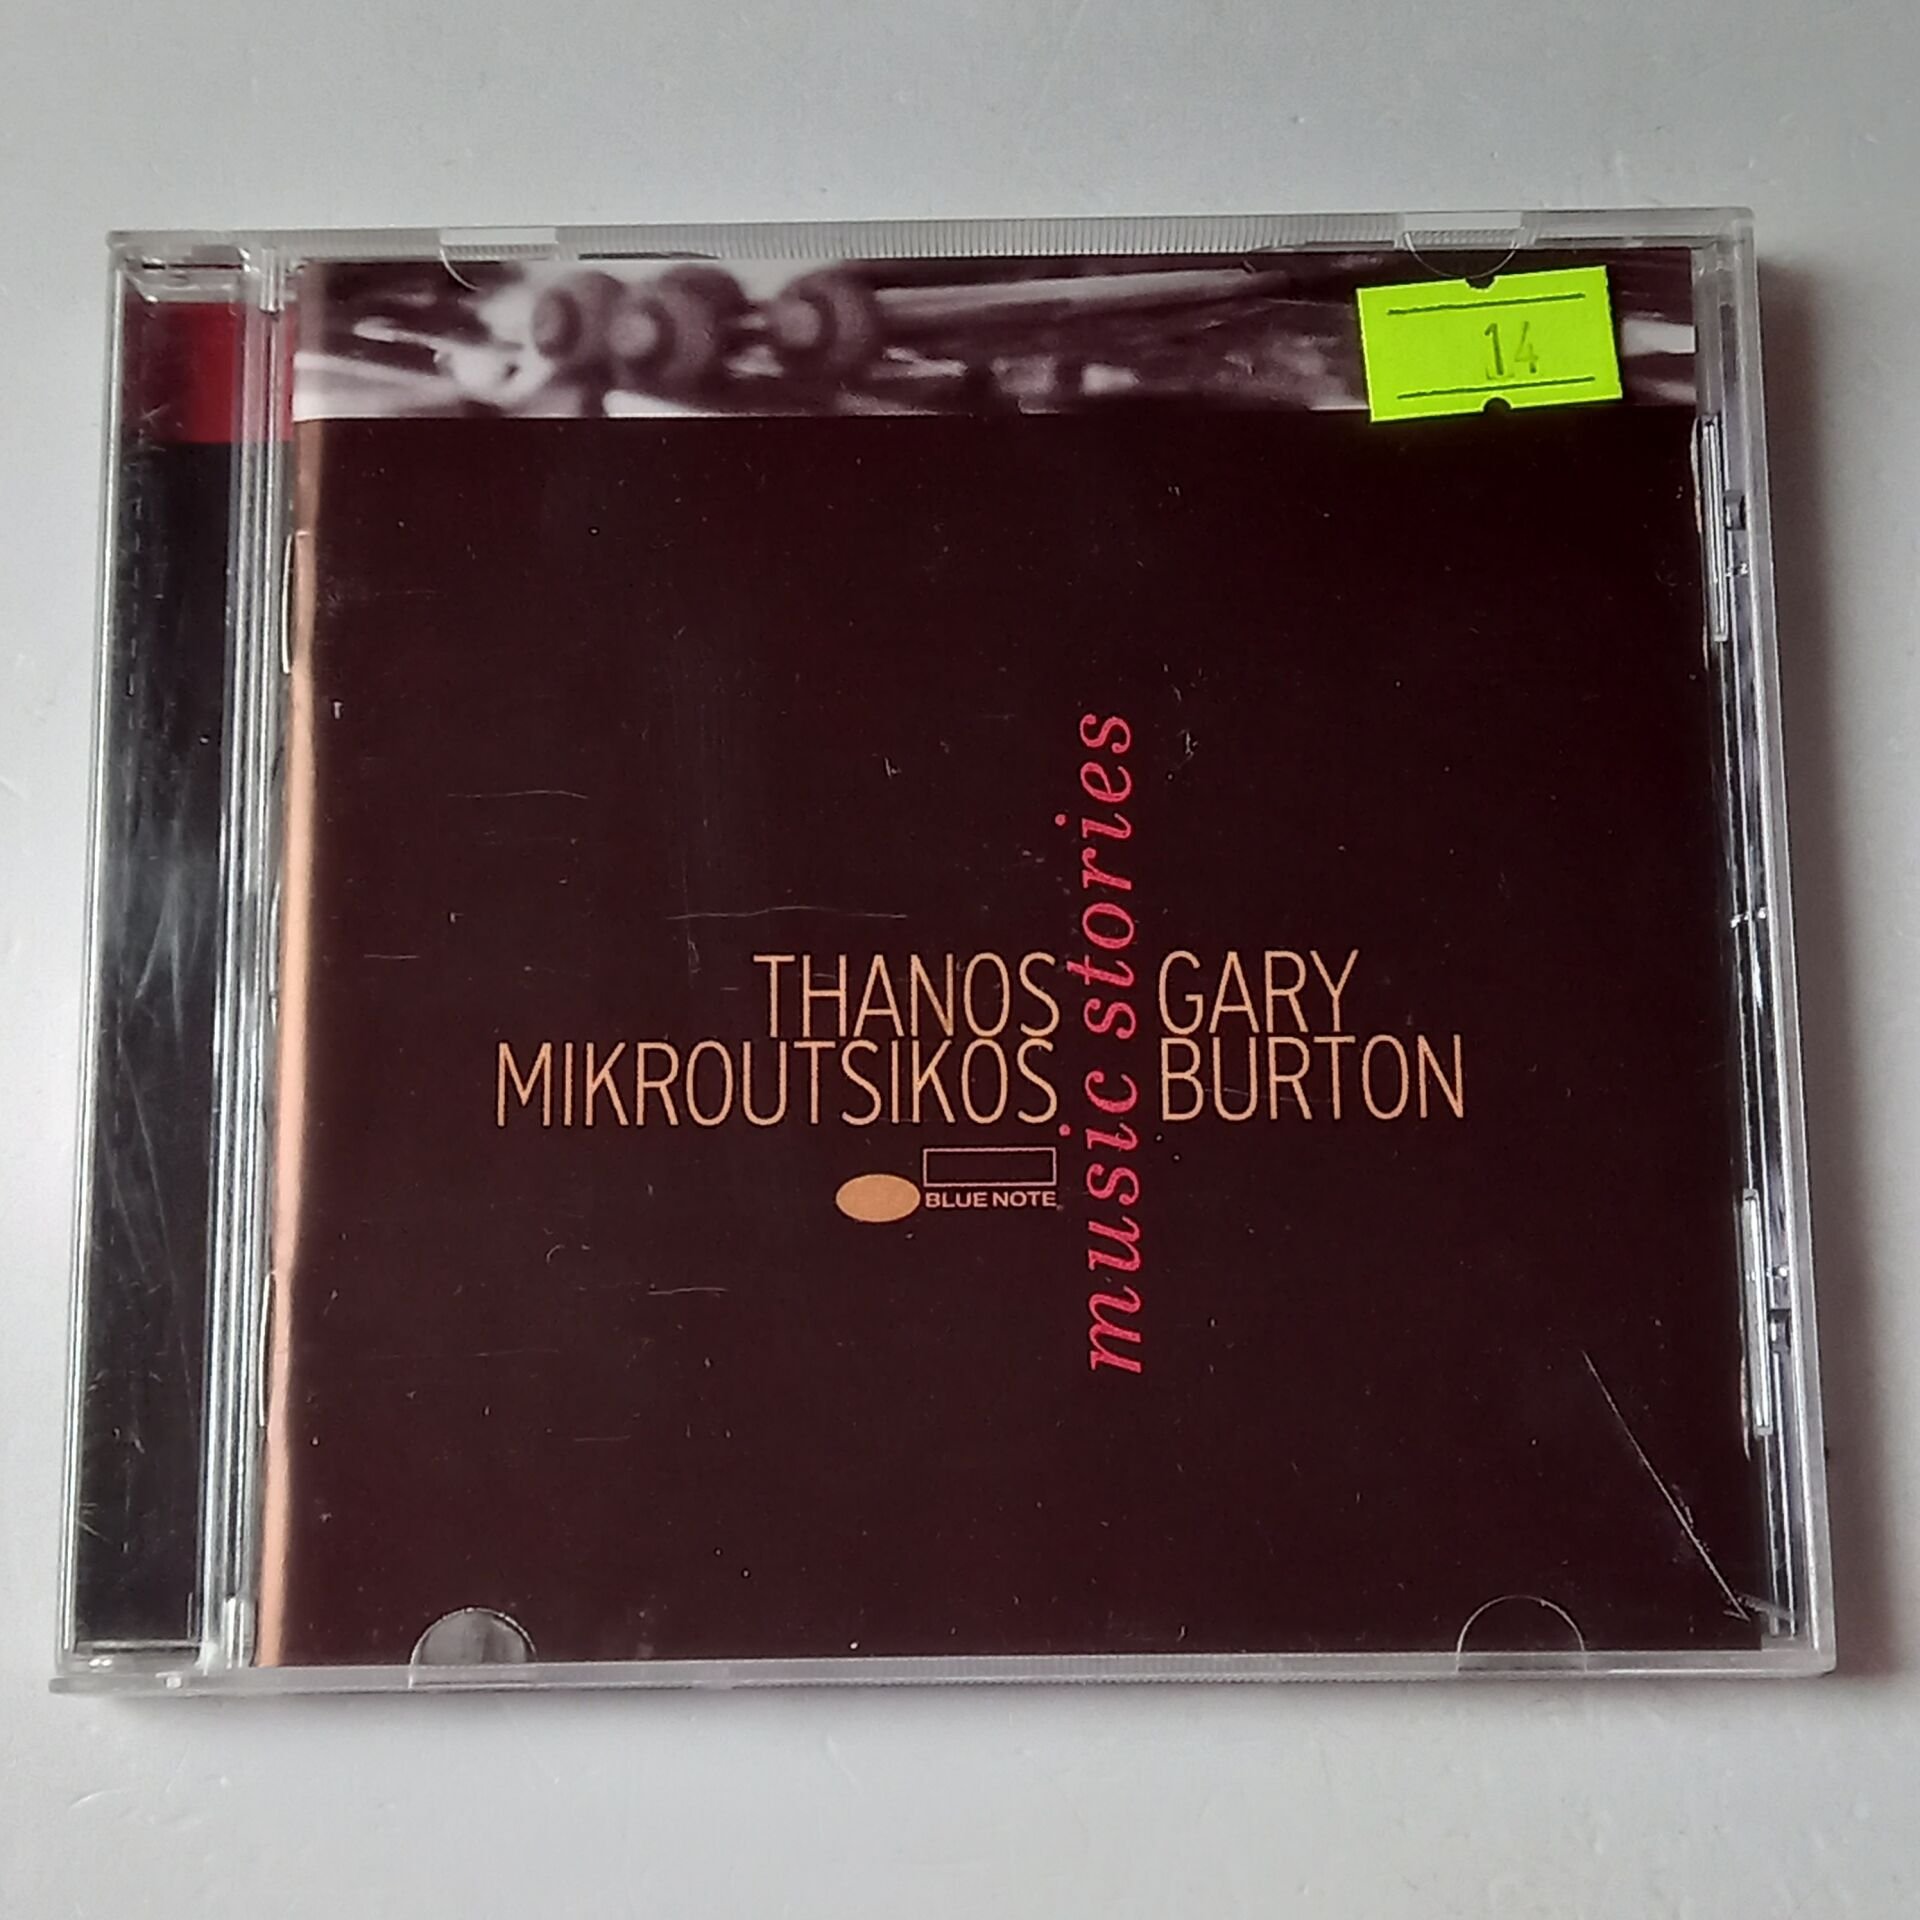 14
THANOS
MIKROUTSIKOS
music stories
GARY
BURTON
BLUE NOTE